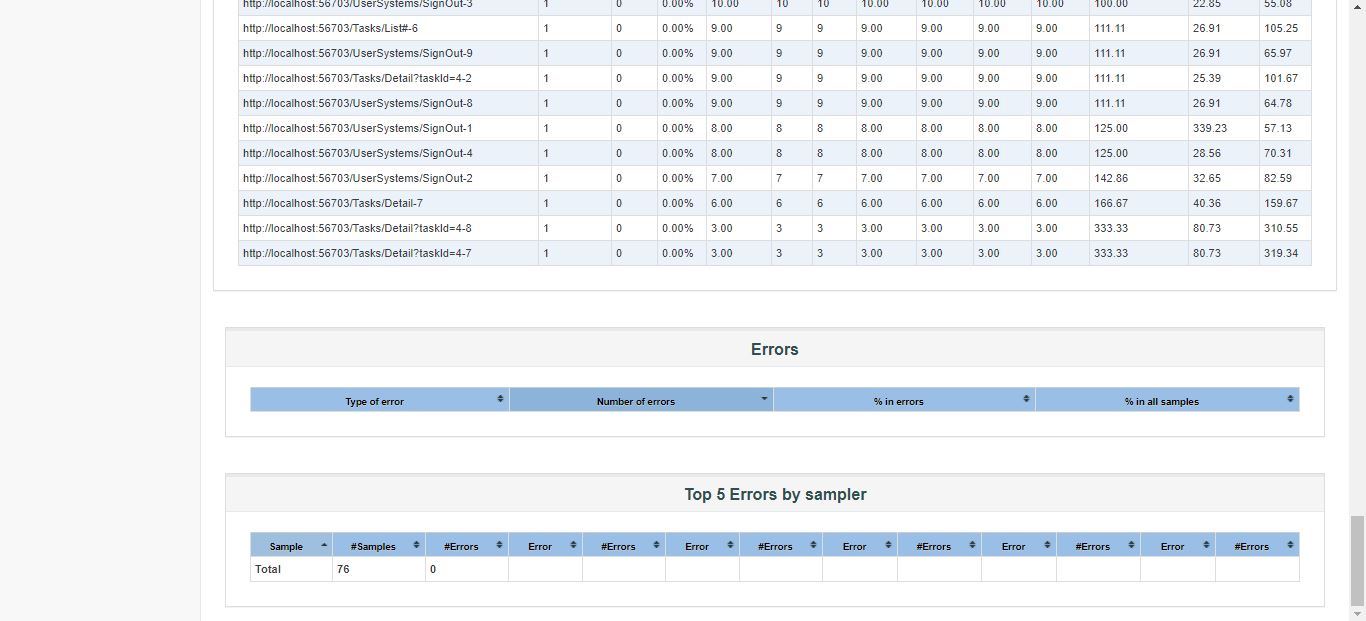 http://localhost:56703/UserSystems/SignOut-3 1 0 0.00% 10.00 10 10 10.00 10.00 10.00 10.00 100.00 22.85 55.08
http://localhost:56703/Tasks/List#-6 1 0 0.00% 9.00 9 9 9.00 9.00 9.00 9.00 111.11 26.91 105.25
http://localhost:56703/UserSystems/SignOut-9 1 0 0.00% 9.00 9 9 9.00 9.00 9.00 9.00 111.11 26.91 65.97
http://localhost:56703/Tasks/Detail?taskId=4-2 1 0 0.00% 9.00 9 9 9.00 9.00 9.00 9.00 111.11 25.39 101.67
http://localhost:56703/UserSystems/SignOut-8 1 0 0.00% 9.00 9 9 9.00 9.00 9.00 9.00 111.11 26.91 64.78
http://localhost:56703/UserSystems/SignOut-1 1 0 0.00% 8.00 8 8 8.00 8.00 8.00 8.00 125.00 339.23 57.13
http://localhost:56703/UserSystems/SignOut-4 1 0 0.00% 8.00 8 8 8.00 8.00 8.00 8.00 125.00 28.56 70.31
http://localhost:56703/UserSystems/SignOut-2 1 0 0.00% 7.00 7 7 7.00 7.00 7.00 7.00 142.86 32.65 82.59
http://localhost:56703/Tasks/Detail-7 1 0 0.00% 6.00 6 6 6.00 6.00 6.00 6.00 166.67 40.36 159.67
http://localhost:56703/Tasks/Detail?taskId=4-8 1 0 0.00% 3.00 3 3 3.00 3.00 3.00 3.00 333.33 80.73 310.55
http://localhost:56703/Tasks/Detail?taskId=4-7 1 0 0.00% 3.00 3 3 3.00 3.00 3.00 3.00 333.33 80.73 319.34
Errors
Type of error Number of errors % in errors % in all samples
Top 5 Errors by sampler
Sample #Samples #Errors Error #Errors Error #Errors Error #Errors Error #Errors Error #Errors
Total 76 0